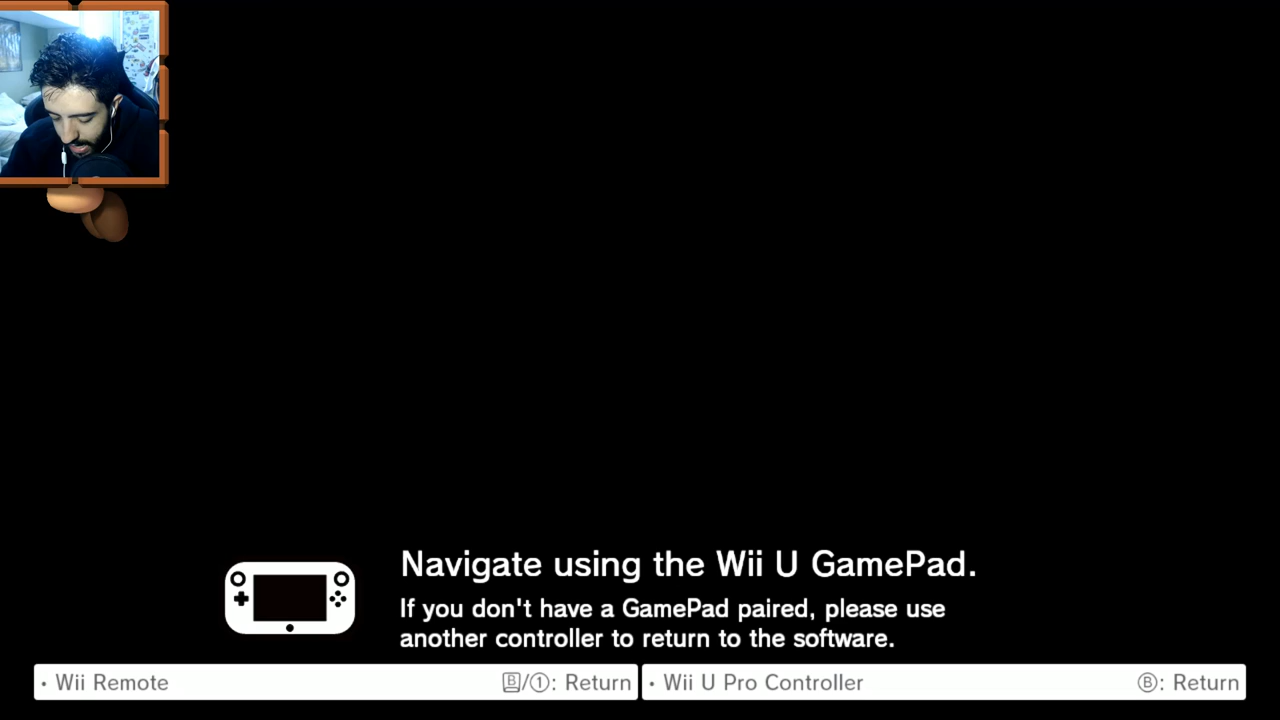 Navigate using the Wii U GamePad.
If you don't have a GamePad paired, please use
another controller to return to the software.
• Wii Remote B/①: Return
• Wii U Pro Controller Ⓑ: Return